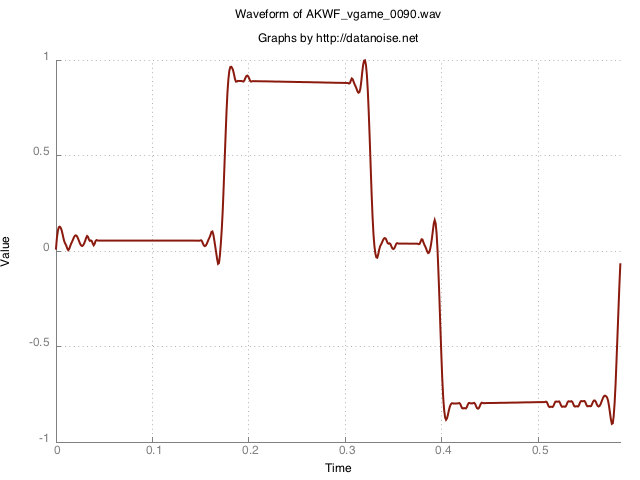 Waveform of AKWF_vgame_0090.wav
Graphs by http://datanoise.net
1
0.5
0
-0.5
-1
Value
0 0.1 0.2 0.3 0.4 0.5
Time